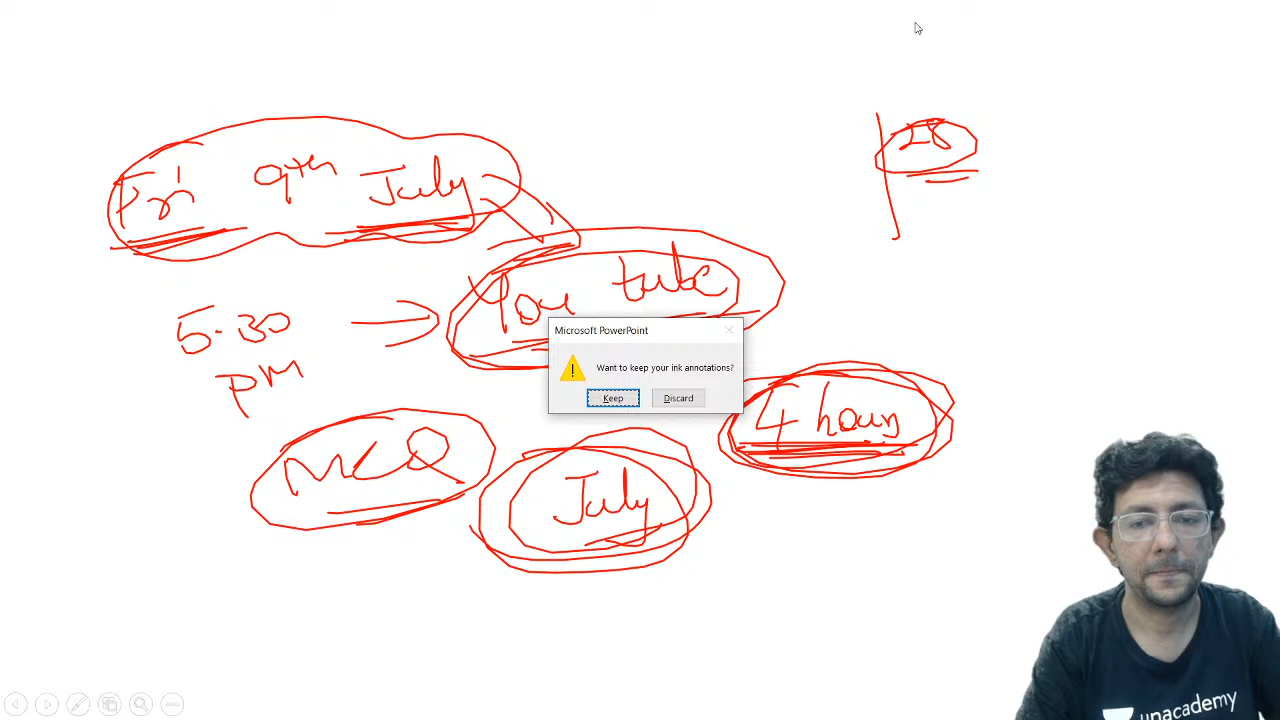 Fri 9th July
28
You tube
5.30
pm
Microsoft PowerPoint
Want to keep your ink annotations?
Keep
Discard
4 hours
MCQ
July
unacademy